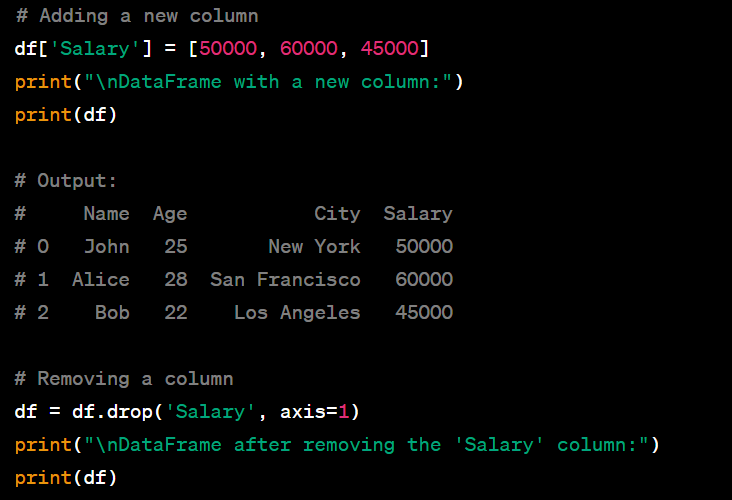 # Adding a new column
df['Salary'] = [50000, 60000, 45000]
print("\nDataFrame with a new column:")
print(df)

# Output:
#     Name  Age           City  Salary
# 0   John   25       New York   50000
# 1  Alice   28  San Francisco   60000
# 2    Bob   22    Los Angeles   45000

# Removing a column
df = df.drop('Salary', axis=1)
print("\nDataFrame after removing the 'Salary' column:")
print(df)